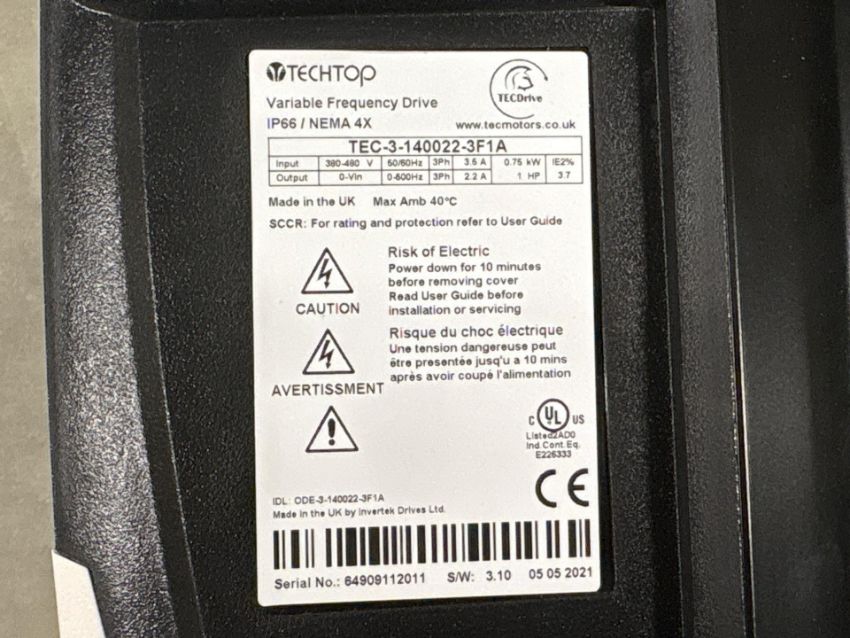 TECHTOP
TECDrive
Variable Frequency Drive
IP66 / NEMA 4X
www.tecmotors.co.uk
TEC-3-140022-3F1A
Input 380-480 V 50/60Hz 3Ph 3.5 A 0.75 kW IE2%
Output 0-Vin 0-500Hz 3Ph 2.2 A 1 HP 3.7
Made in the UK Max Amb 40°C
SCCR: For rating and protection refer to User Guide
Risk of Electric
Power down for 10 minutes
before removing cover
Read User Guide before
installation or servicing
CAUTION
Risque du choc électrique
Une tension dangereuse peut
être presentée jusqu'u a 10 mins
après avoir coupé l'alimentation
AVERTISSMENT
C UL US
Listed2AD0
Ind.Cont.Eq.
E226333
CE
IDL: ODE-3-140022-3F1A
Made in the UK by Invertek Drives Ltd.
Serial No.: 64909112011 S/W: 3.10 05 05 2021